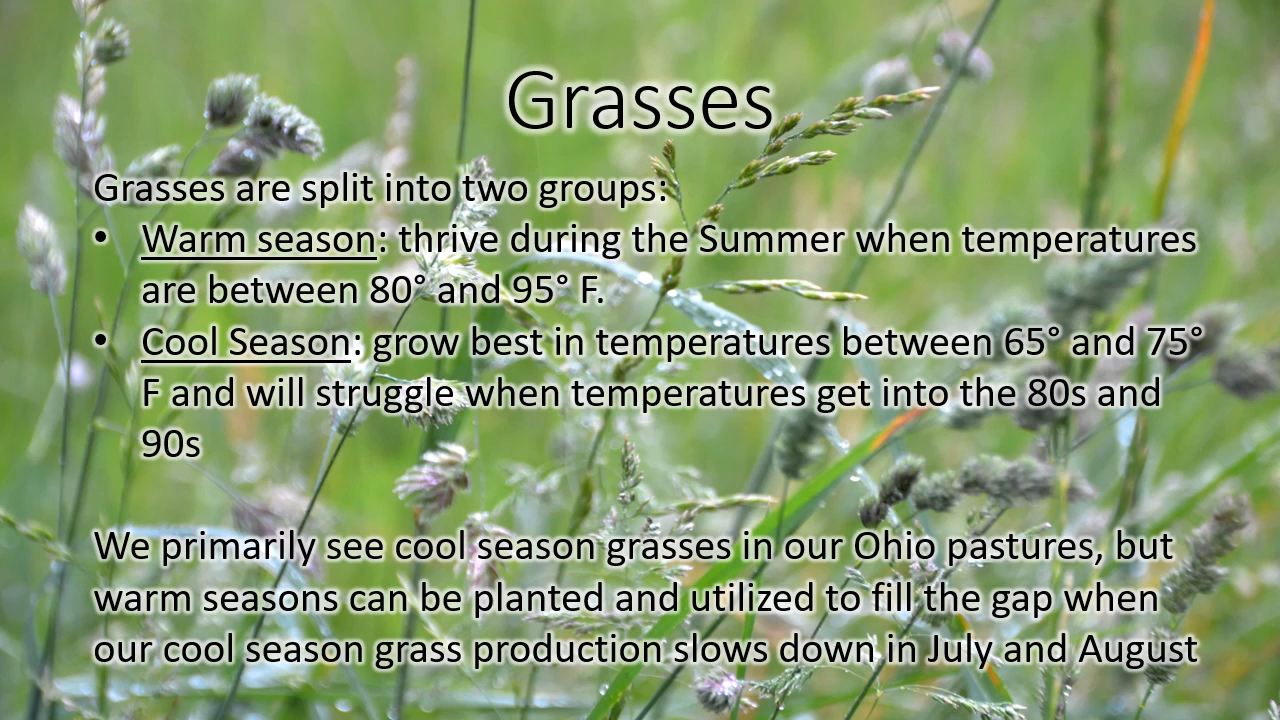 Grasses
Grasses are split into two groups:
• Warm season: thrive during the Summer when temperatures
are between 80° and 95° F.
• Cool Season: grow best in temperatures between 65° and 75°
F and will struggle when temperatures get into the 80s and
90s
We primarily see cool season grasses in our Ohio pastures, but
warm seasons can be planted and utilized to fill the gap when
our cool season grass production slows down in July and August